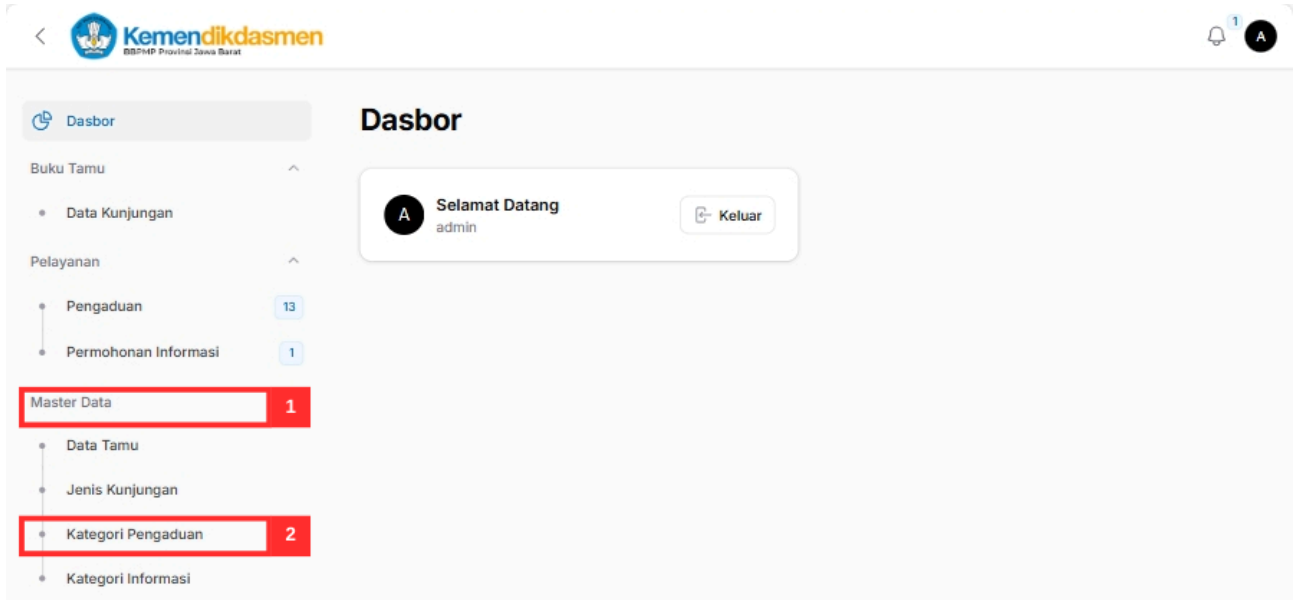 Kemendikdasmen
BBPMP Provinsi Jawa Barat
1
A
Dasbor
Buku Tamu
Data Kunjungan
Pelayanan
Pengaduan 13
Permohonan Informasi 1
Master Data 1
Data Tamu
Jenis Kunjungan
Kategori Pengaduan 2
Kategori Informasi
Dasbor
A
Selamat Datang
admin
Keluar